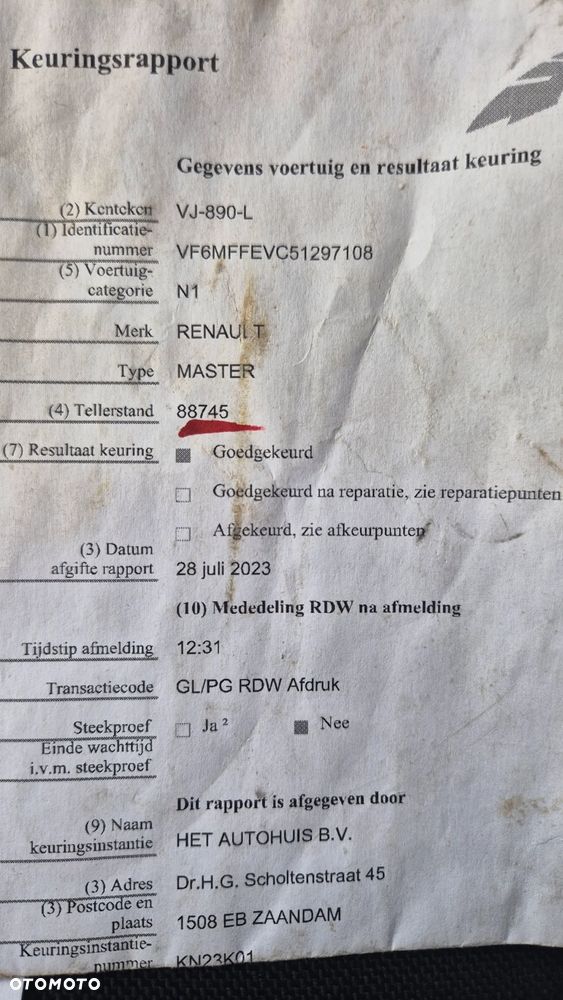 Keuringsrapport
Gegevens voertuig en resultaat keuring
(2) Kenteken VJ-890-L
(1) Identificatie-
nummer VF6MFFEVC51297108
(5) Voertuig-
categorie N1
Merk RENAULT
Type MASTER
(4) Tellerstand 88745
(7) Resultaat keuring Goedgekeurd
Goedgekeurd na reparatie, zie reparatiepunten
Afgekeurd, zie afkeurpunten
(3) Datum
afgifte rapport 28 juli 2023
(10) Mededeling RDW na afmelding
Tijdstip afmelding 12:31
Transactiecode GL/PG RDW Afdruk
Steekproef Ja ² Nee
Einde wachttijd
i.v.m. steekproef
Dit rapport is afgegeven door
(9) Naam
keuringsinstantie HET AUTOHUIS B.V.
(3) Adres Dr.H.G. Scholtenstraat 45
(3) Postcode en
plaats 1508 EB ZAANDAM
Keuringsinstantie-
nummer KN23K01
OTOMOTO